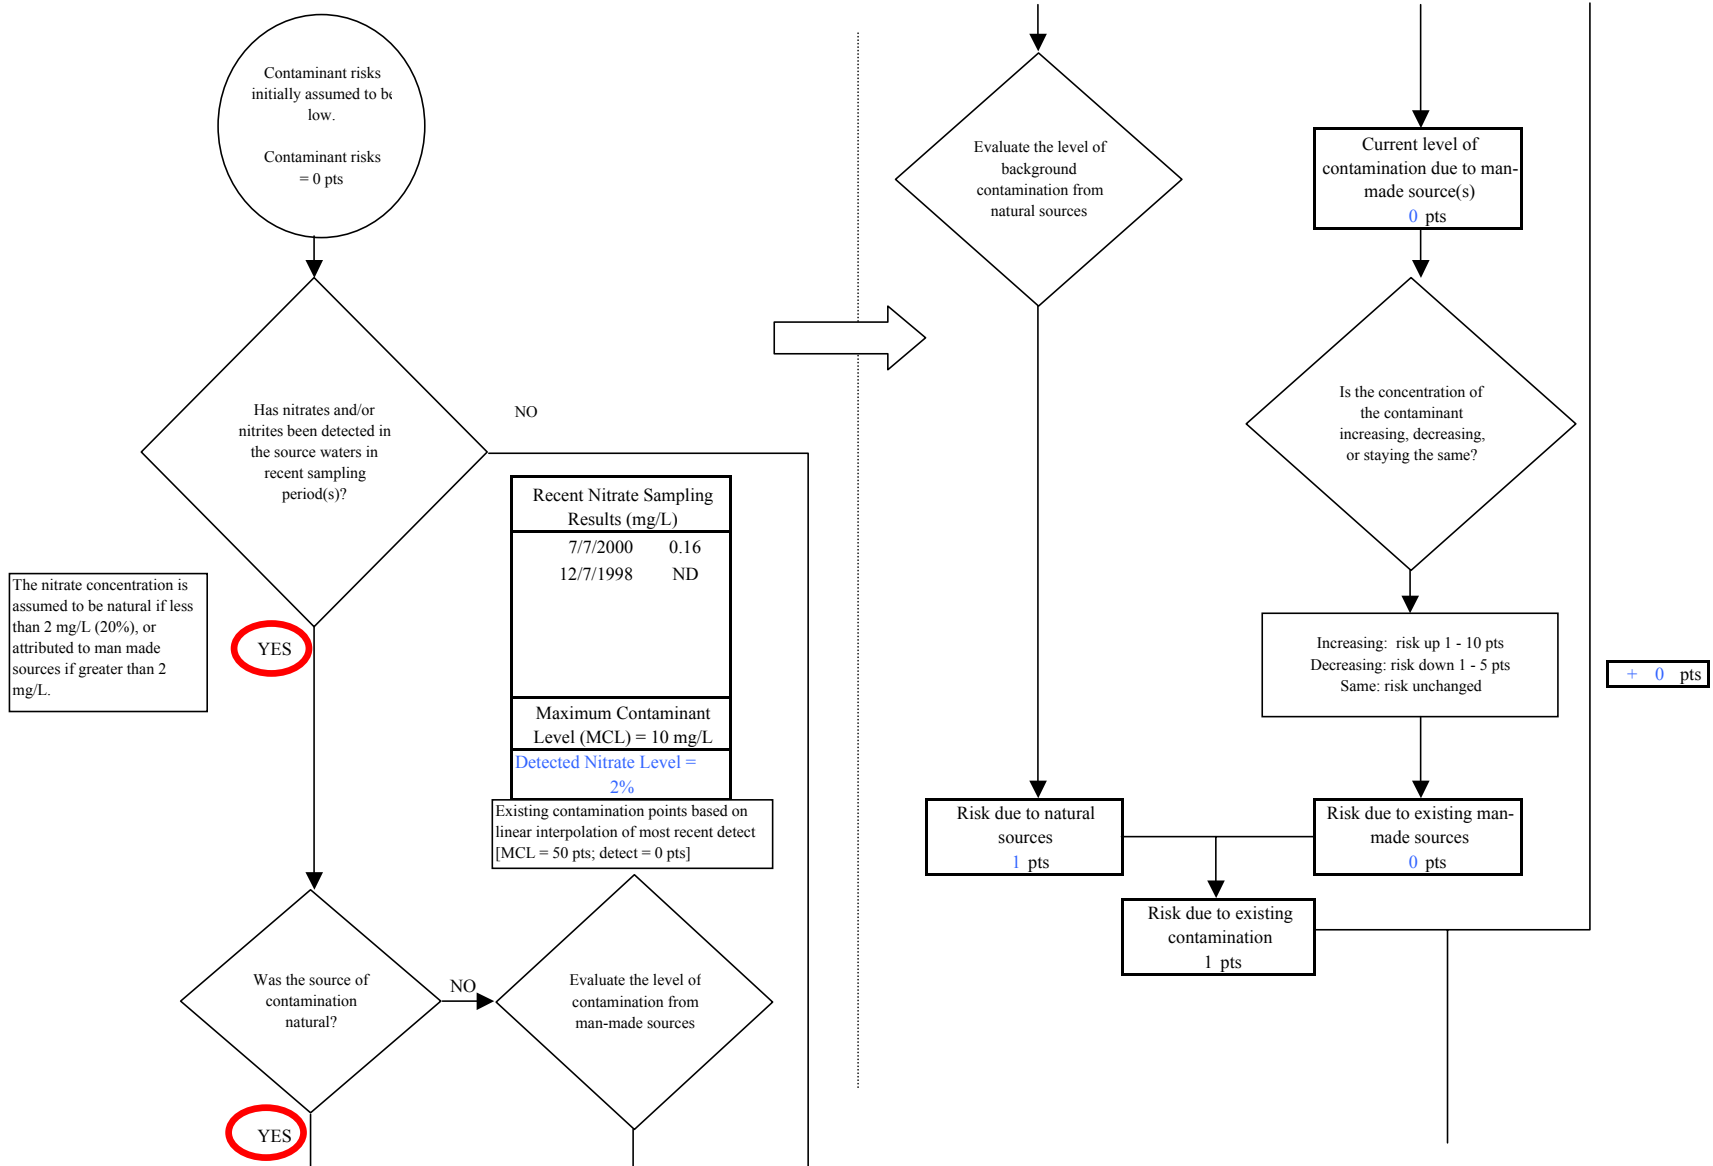 Contaminant risks
initially assumed to be
low.
Contaminant risks
= 0 pts
Has nitrates and/or
nitrites been detected in
the source waters in
recent sampling
period(s)?
NO
Recent Nitrate Sampling
Results (mg/L)
7/7/2000 0.16
12/7/1998 ND
Maximum Contaminant
Level (MCL) = 10 mg/L
Detected Nitrate Level =
2%
Existing contamination points based on
linear interpolation of most recent detect
[MCL = 50 pts; detect = 0 pts]
The nitrate concentration is
assumed to be natural if less
than 2 mg/L (20%), or
attributed to man made
sources if greater than 2
mg/L.
YES
Was the source of
contamination
natural?
NO
Evaluate the level of
contamination from
man-made sources
YES
Evaluate the level of
background
contamination from
natural sources
Current level of
contamination due to man-
made source(s)
0 pts
Is the concentration of
the contaminant
increasing, decreasing,
or staying the same?
Increasing: risk up 1 - 10 pts
Decreasing: risk down 1 - 5 pts
Same: risk unchanged
+ 0 pts
Risk due to natural
sources
1 pts
Risk due to existing man-
made sources
0 pts
Risk due to existing
contamination
1 pts